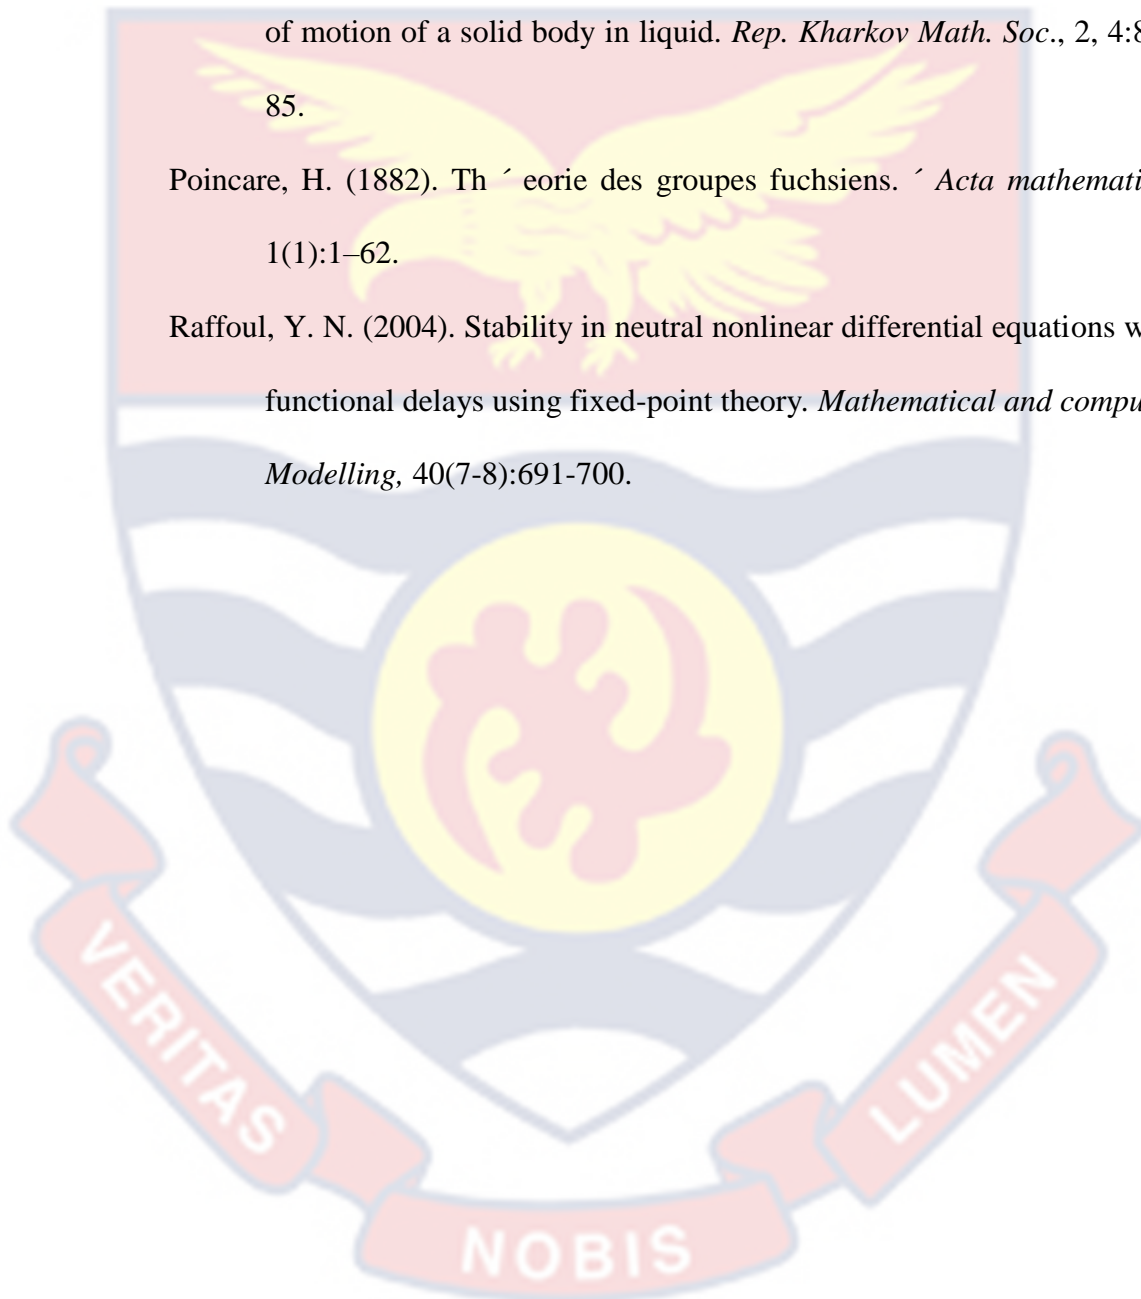 of motion of a solid body in liquid. Rep. Kharkov Math. Soc., 2, 4:8
85.
Poincare, H. (1882). Th ´ eorie des groupes fuchsiens. ´ Acta mathemati
1(1):1–62.
Raffoul, Y. N. (2004). Stability in neutral nonlinear differential equations w
functional delays using fixed-point theory. Mathematical and compu
Modelling, 40(7-8):691-700.
VERITAS
NOBIS
LUMEN